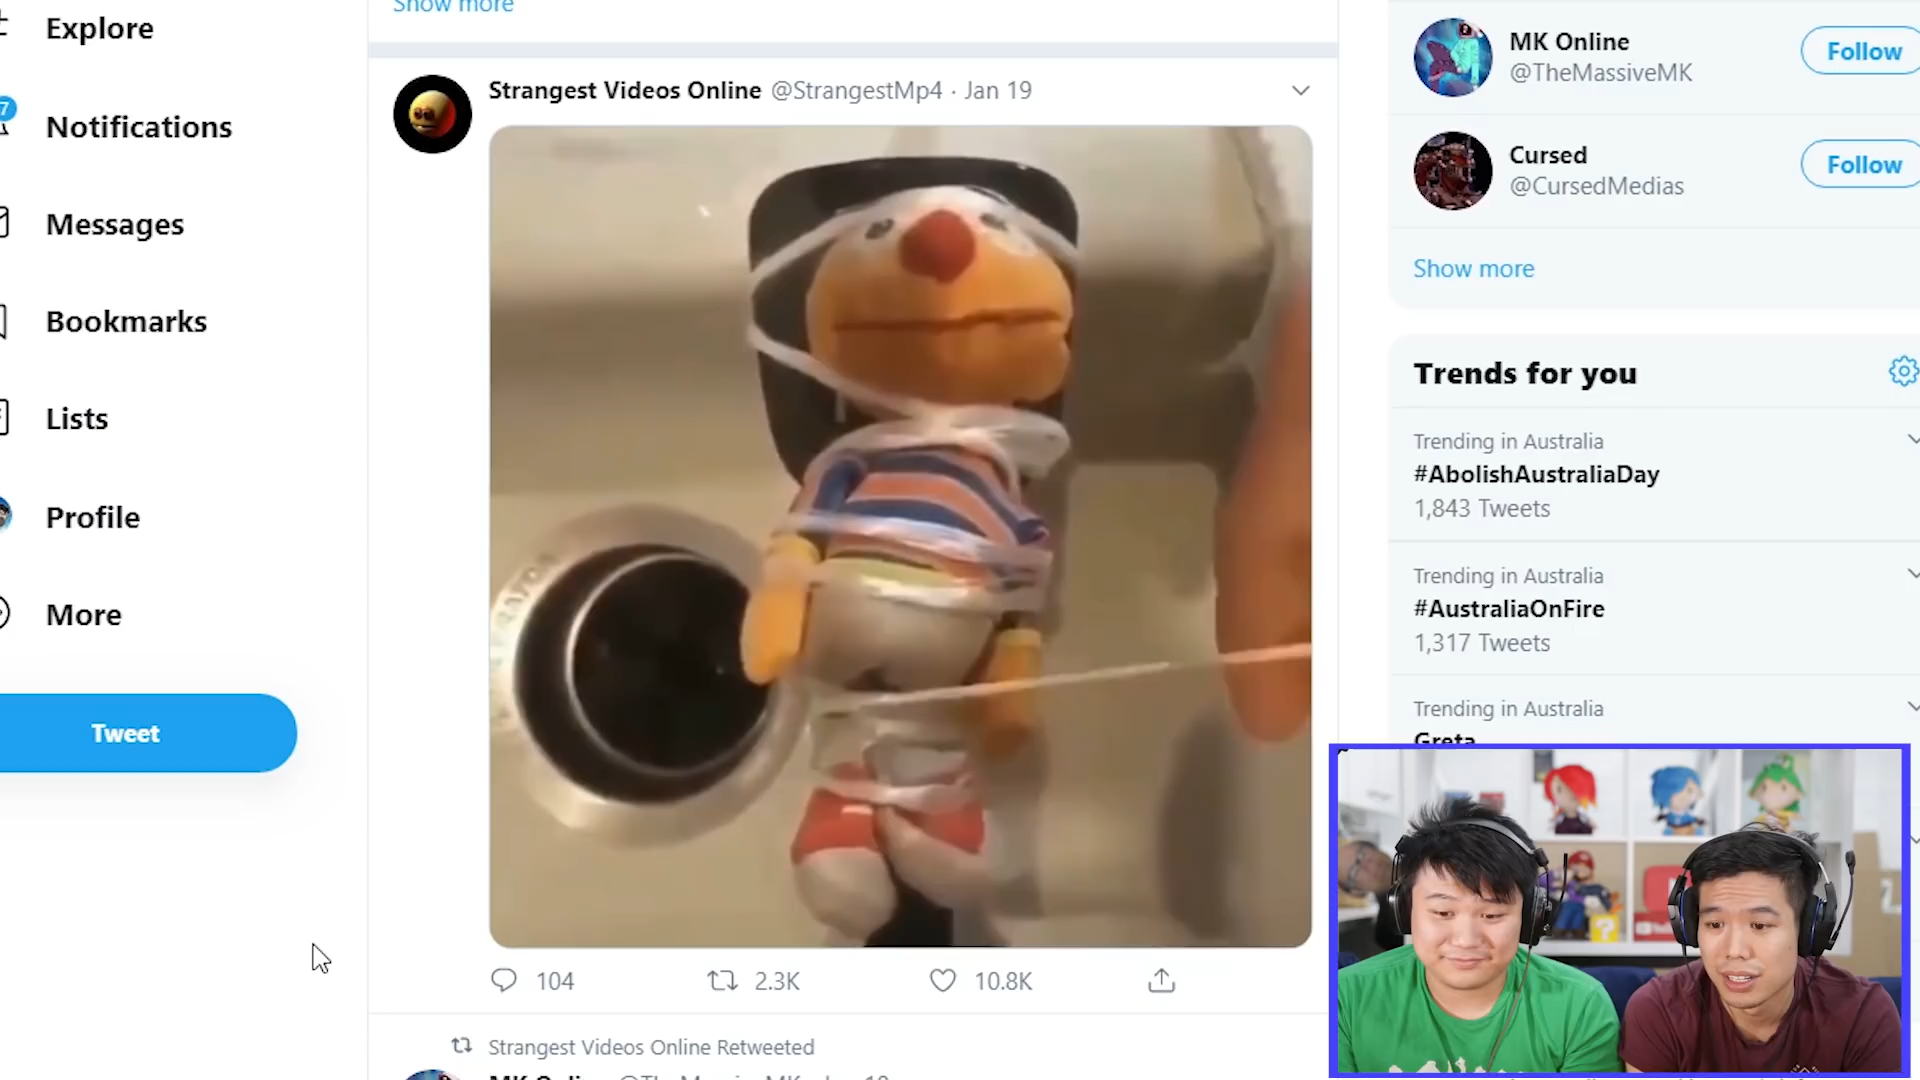 Show more
Explore
7
Notifications
Messages
Bookmarks
Lists
Profile
More
Tweet
Strangest Videos Online @StrangestMp4 · Jan 19
104
2.3K
10.8K
Strangest Videos Online Retweeted
MK Online
@TheMassiveMK
Follow
Cursed
@CursedMedias
Follow
Show more
Trends for you
Trending in Australia
#AbolishAustraliaDay
1,843 Tweets
Trending in Australia
#AustraliaOnFire
1,317 Tweets
Trending in Australia
Greta